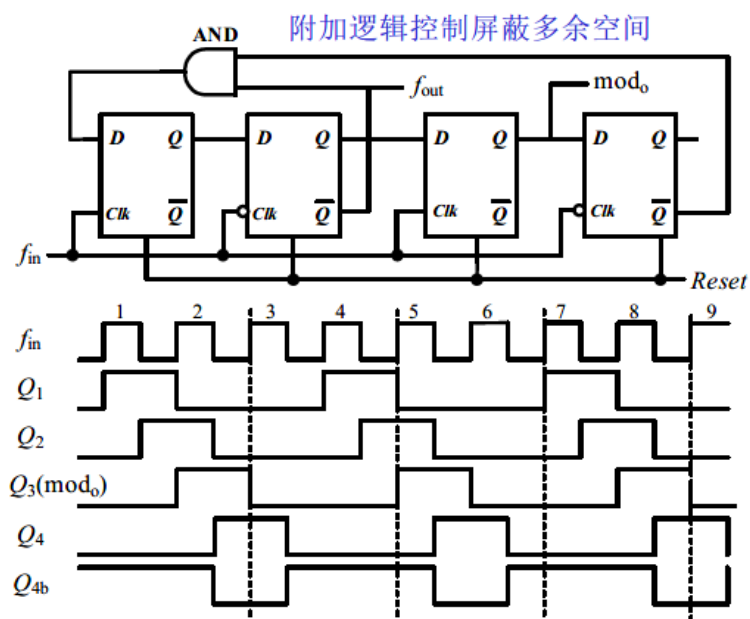 附加逻辑控制屏蔽多余空间
AND
fout
modo
D Q D Q D Q D Q
Clk Q Clk Q Clk Q Clk Q
fin
Reset
1 2 3 4 5 6 7 8 9
fin
Q1
Q2
Q3(modo)
Q4
Q4b